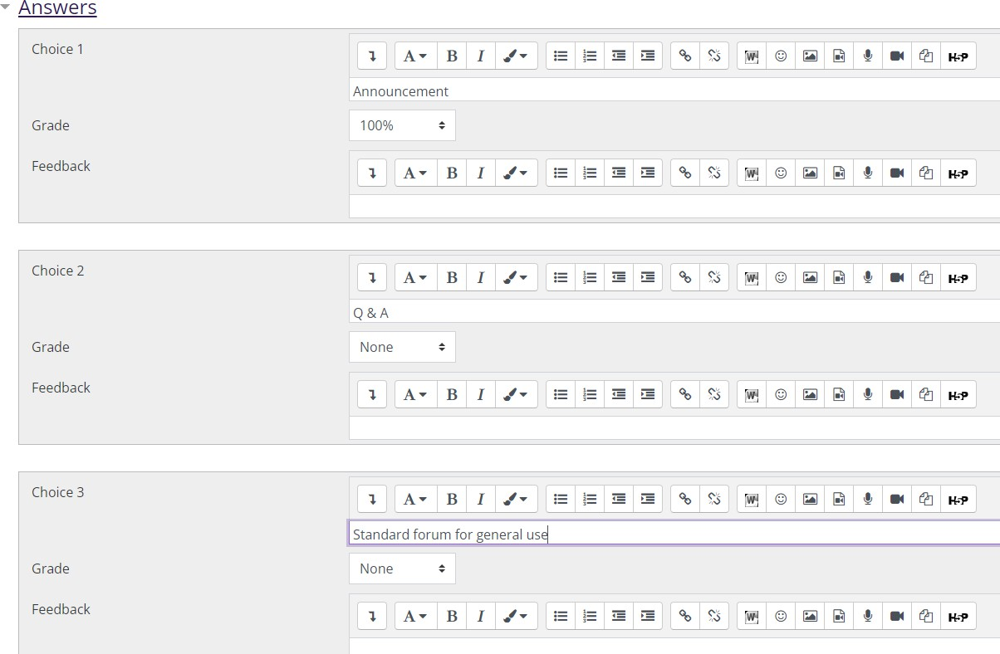 Answers
Choice 1
A B I H-P
Announcement
Grade
100%
Feedback
A B I H-P
Choice 2
A B I H-P
Q & A
Grade
None
Feedback
A B I H-P
Choice 3
A B I H-P
Standard forum for general use
Grade
None
Feedback
A B I H-P